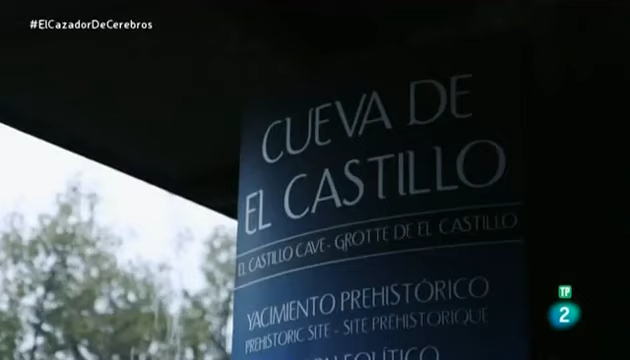 #ElCazadorDeCerebros
CUEVA DE
EL CASTILLO
EL CASTILLO CAVE - GROTTE DE EL CASTILLO
YACIMIENTO PREHISTÓRICO
PREHISTORIC SITE - SITE PRÉHISTORIQUE
TP
2